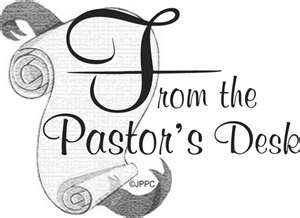 From the
Pastor's Desk
©JPPC